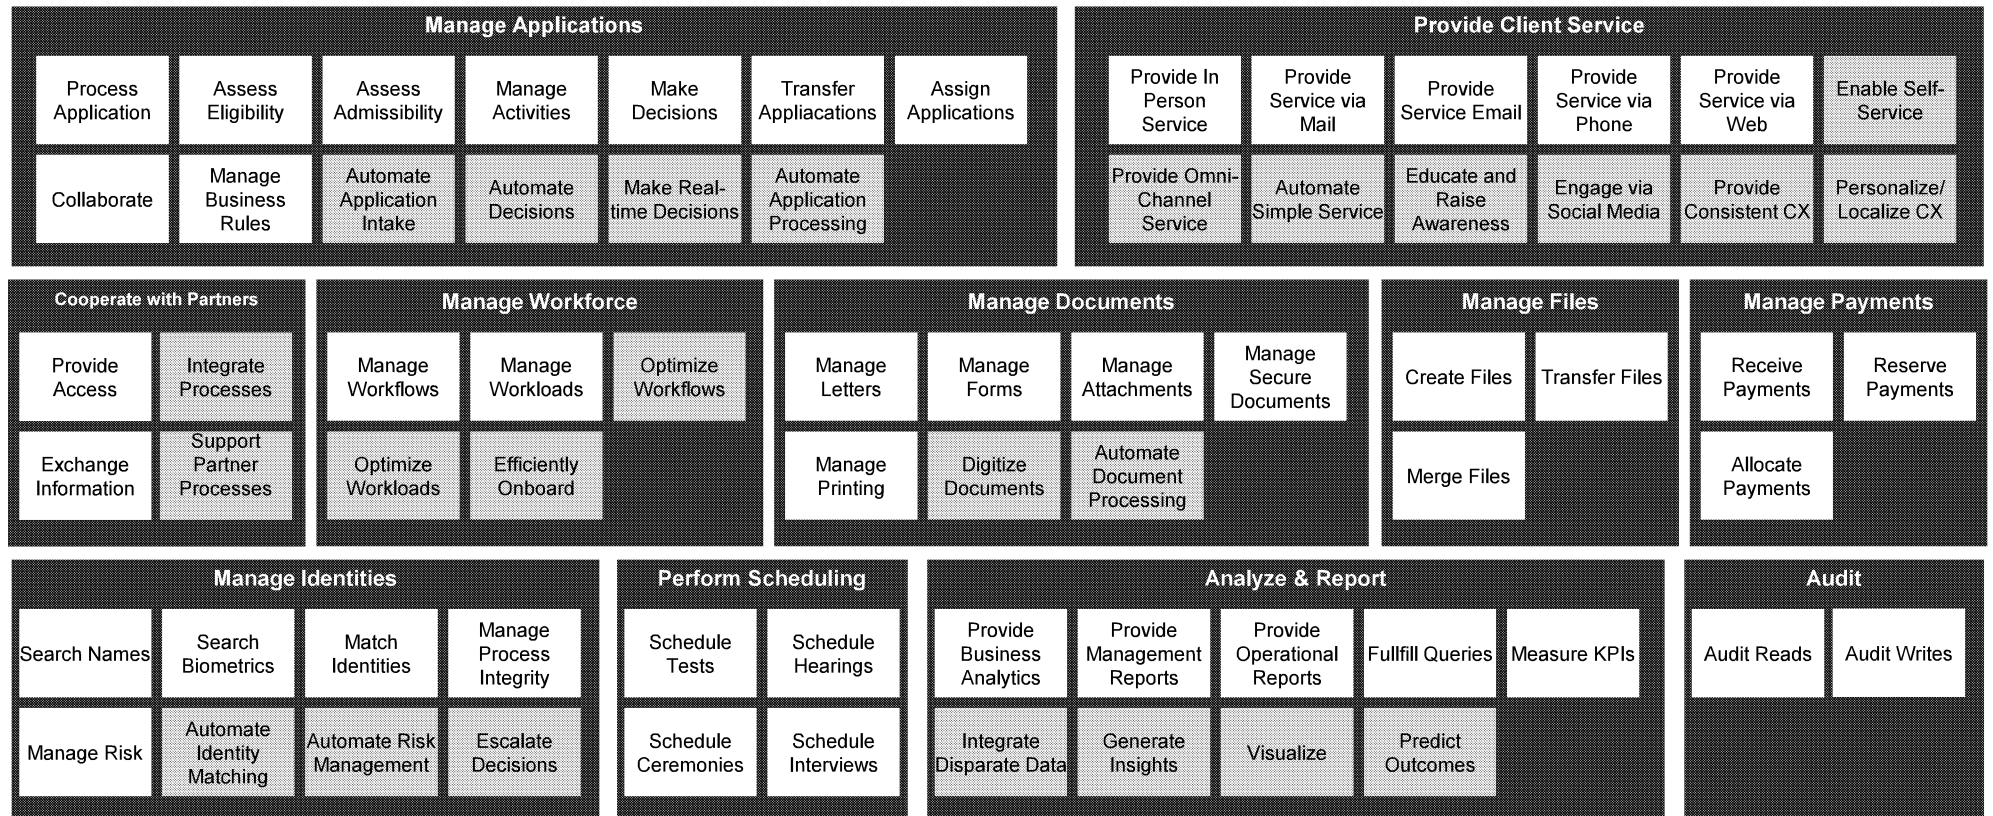 Manage Applications
Process
Application
Assess
Eligibility
Assess
Admissibility
Manage
Activities
Make
Decisions
Transfer
Appliacations
Assign
Applications
Collaborate
Manage
Business
Rules
Automate
Application
Intake
Automate
Decisions
Make Real-
time Decisions
Automate
Application
Processing
Provide Client Service
Provide In
Person
Service
Provide
Service via
Mail
Provide
Service Email
Provide
Service via
Phone
Provide
Service via
Web
Enable Self-
Service
Provide Omni-
Channel
Service
Automate
Simple Service
Educate and
Raise
Awareness
Engage via
Social Media
Provide
Consistent CX
Personalize/
Localize CX
Cooperate with Partners
Provide
Access
Integrate
Processes
Exchange
Information
Support
Partner
Processes
Manage Workforce
Manage
Workflows
Manage
Workloads
Optimize
Workflows
Optimize
Workloads
Efficiently
Onboard
Manage Documents
Manage
Letters
Manage
Forms
Manage
Attachments
Manage
Secure
Documents
Manage
Printing
Digitize
Documents
Automate
Document
Processing
Manage Files
Create Files
Transfer Files
Merge Files
Manage Payments
Receive
Payments
Reserve
Payments
Allocate
Payments
Manage Identities
Search Names
Search
Biometrics
Match
Identities
Manage
Process
Integrity
Manage Risk
Automate
Identity
Matching
Automate Risk
Management
Escalate
Decisions
Perform Scheduling
Schedule
Tests
Schedule
Hearings
Schedule
Ceremonies
Schedule
Interviews
Analyze & Report
Provide
Business
Analytics
Provide
Management
Reports
Provide
Operational
Reports
Fullfill Queries
Measure KPIs
Integrate
Disparate Data
Generate
Insights
Visualize
Predict
Outcomes
Audit
Audit Reads
Audit Writes